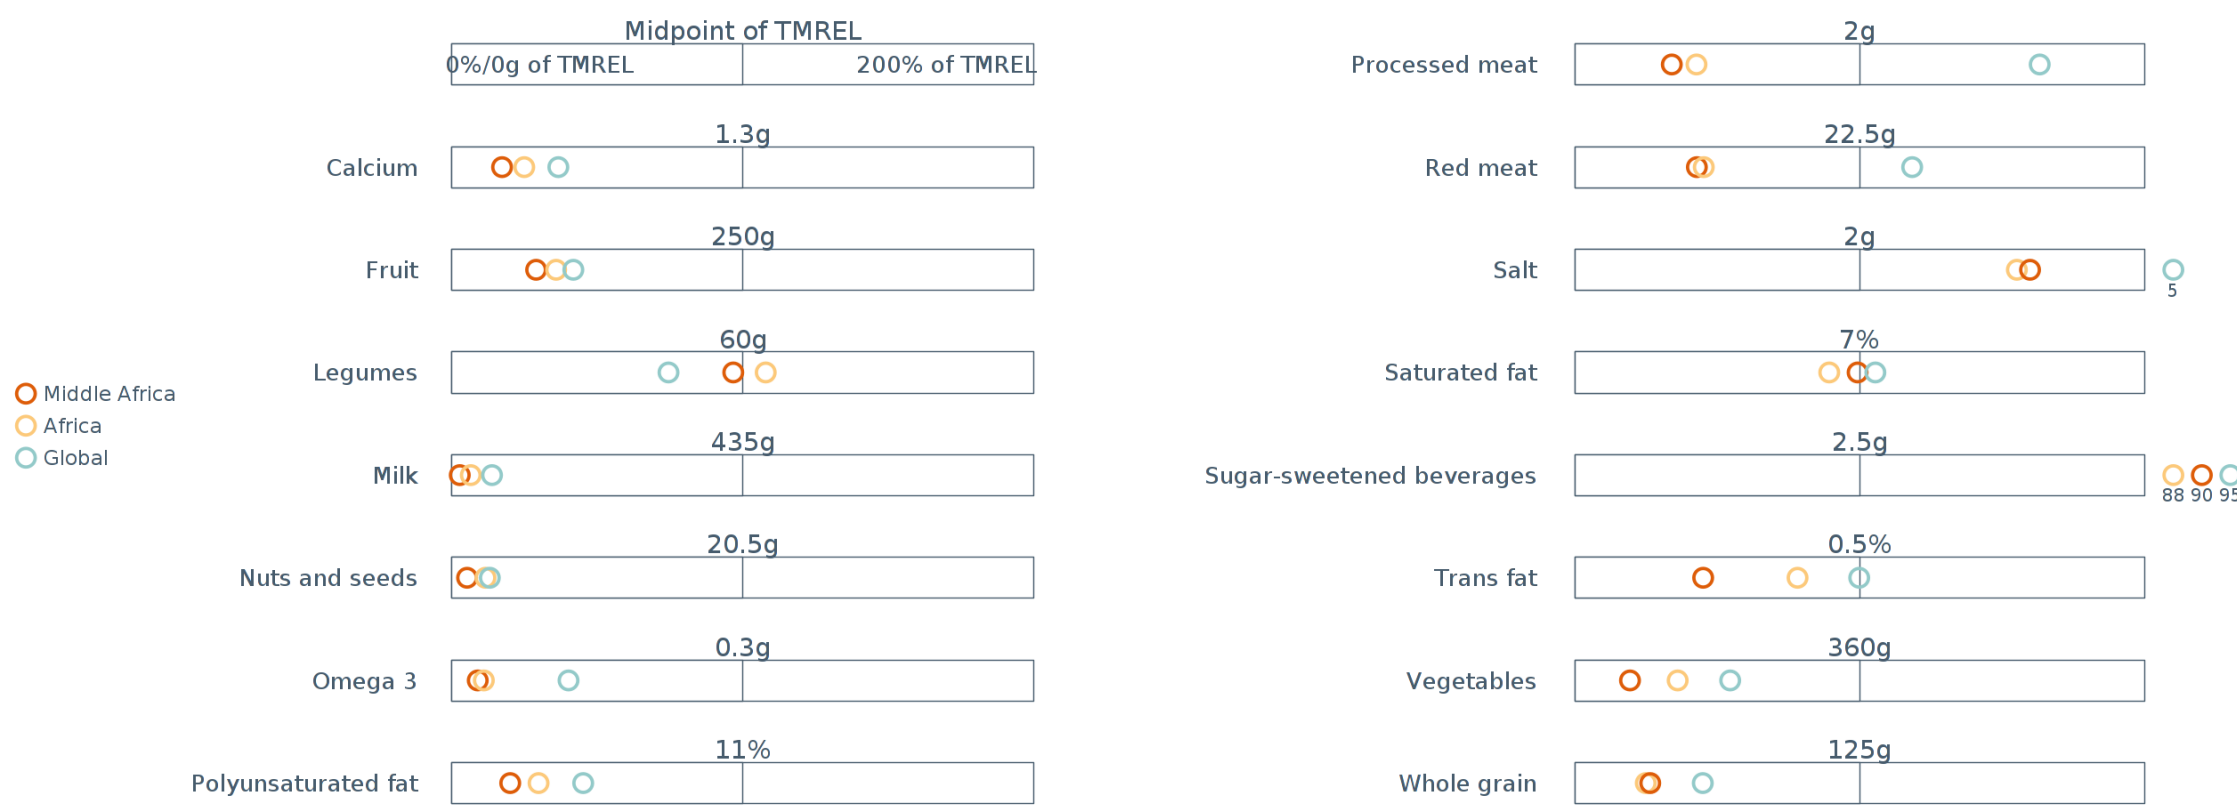 Midpoint of TMREL
0%/0g of TMREL
200% of TMREL
1.3g
Calcium
250g
Fruit
60g
Legumes
435g
Milk
20.5g
Nuts and seeds
0.3g
Omega 3
11%
Polyunsaturated fat
Middle Africa
Africa
Global
2g
Processed meat
22.5g
Red meat
2g
Salt
5
7%
Saturated fat
2.5g
Sugar-sweetened beverages
88 90 95
0.5%
Trans fat
360g
Vegetables
125g
Whole grain